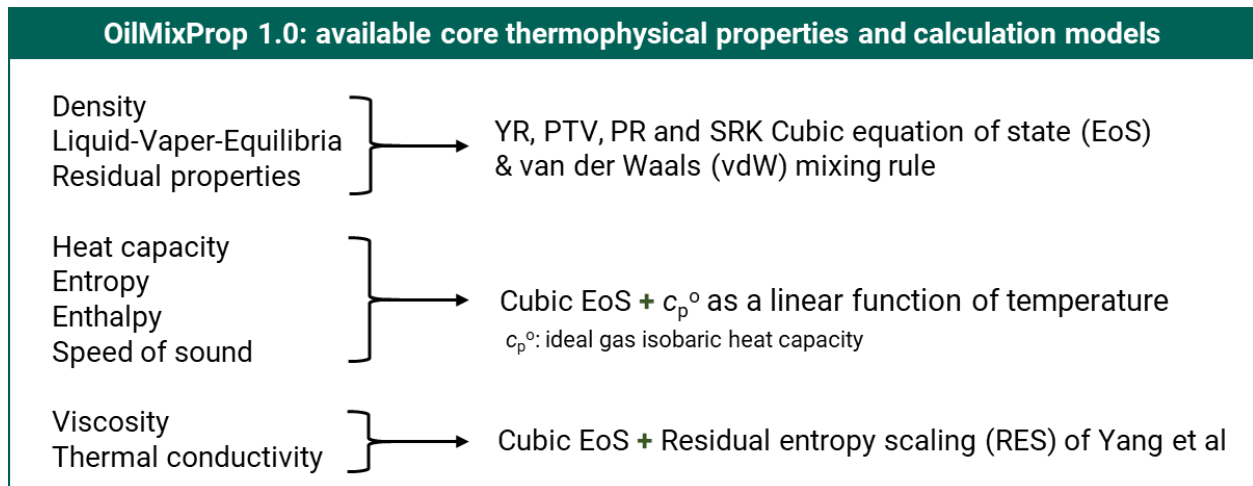 OilMixProp 1.0: available core thermophysical properties and calculation models
Density
Liquid-Vaper-Equilibria
Residual properties
YR, PTV, PR and SRK Cubic equation of state (EoS)
& van der Waals (vdW) mixing rule
Heat capacity
Entropy
Enthalpy
Speed of sound
Cubic EoS + cpº as a linear function of temperature
cpº: ideal gas isobaric heat capacity
Viscosity
Thermal conductivity
Cubic EoS + Residual entropy scaling (RES) of Yang et al